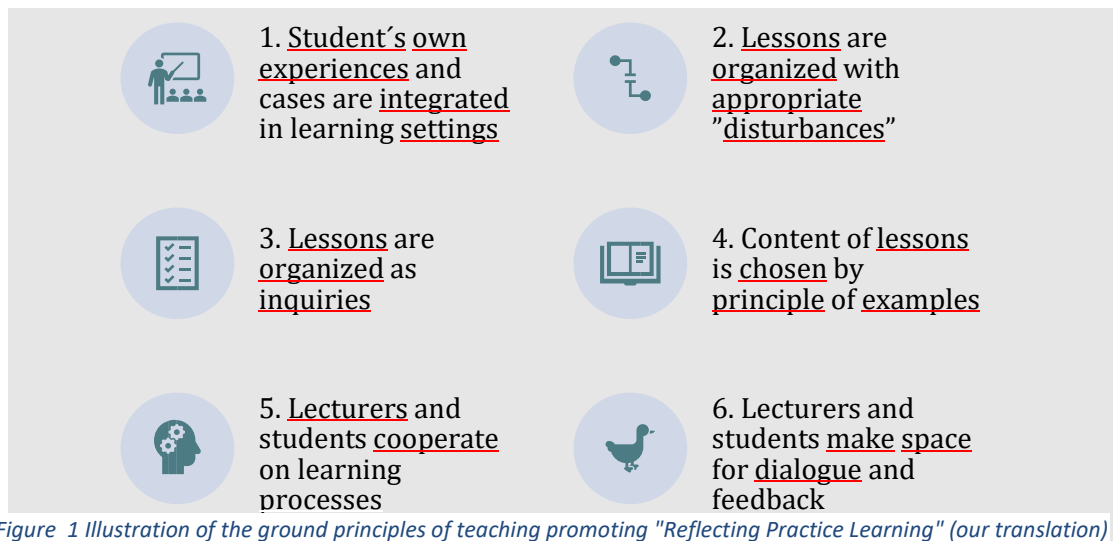 1. Student´s own
experiences and
cases are integrated
in learning settings
2. Lessons are
organized with
appropriate
”disturbances”
3. Lessons are
organized as
inquiries
4. Content of lessons
is chosen by
principle of examples
5. Lecturers and
students cooperate
on learning
processes
6. Lecturers and
students make space
for dialogue and
feedback
Figure 1 Illustration of the ground principles of teaching promoting "Reflecting Practice Learning" (our translation)